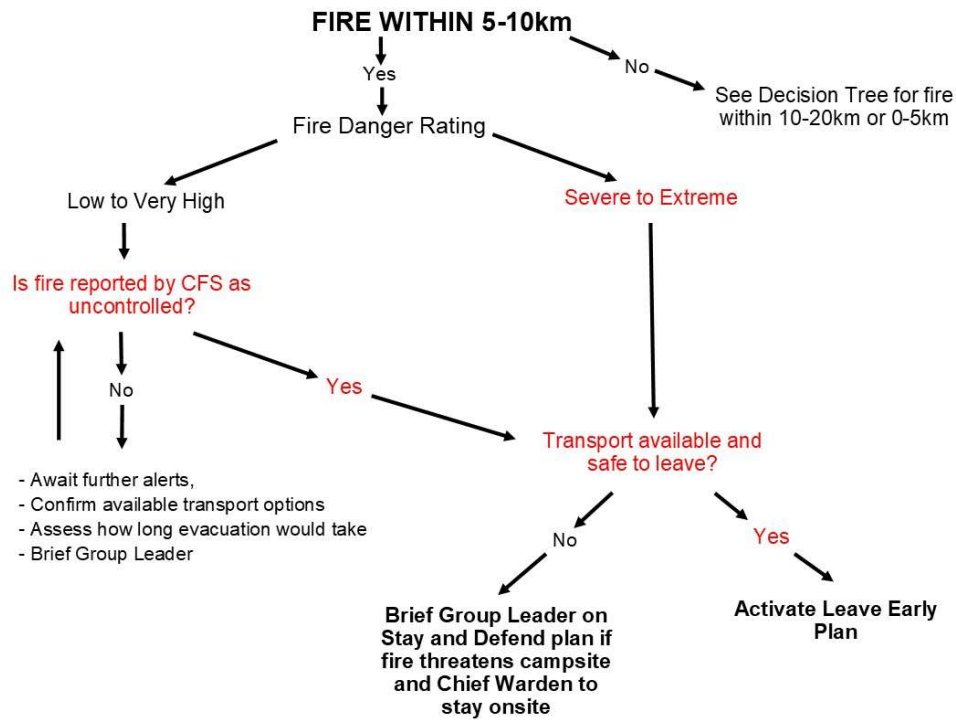 FIRE WITHIN 5-10km
Yes
No
See Decision Tree for fire
within 10-20km or 0-5km
Fire Danger Rating
Low to Very High
Severe to Extreme
Is fire reported by CFS as
uncontrolled?
No
Yes
- Await further alerts,
- Confirm available transport options
- Assess how long evacuation would take
- Brief Group Leader
Transport available and
safe to leave?
No
Yes
Brief Group Leader on
Stay and Defend plan if
fire threatens campsite
and Chief Warden to
stay onsite
Activate Leave Early
Plan